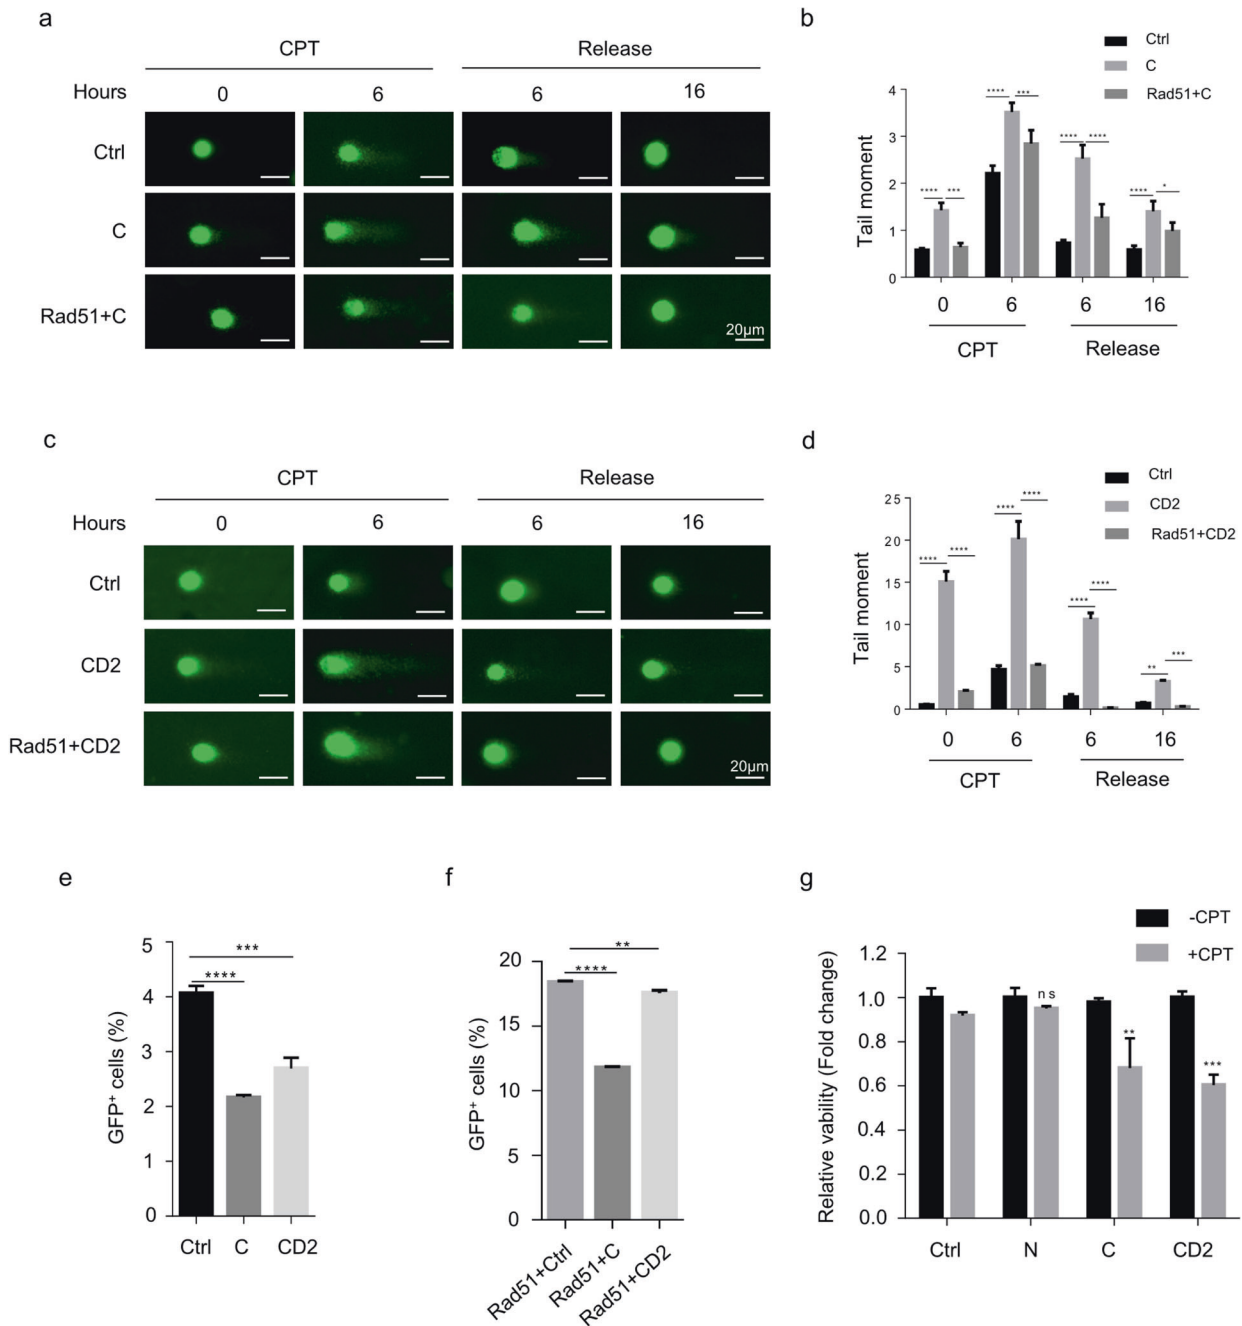 a
CPT
Release
Hours
0
6
6
16
Ctrl
C
Rad51+C
20μm
b
Ctrl
C
Rad51+C
Tail moment
4
3
2
1
0
**** ***
**** ***
**** ****
**** *
0
6
6
16
CPT
Release
c
CPT
Release
Hours
0
6
6
16
Ctrl
CD2
Rad51+CD2
20μm
d
Ctrl
CD2
Rad51+CD2
Tail moment
25
20
15
10
5
0
**** ****
**** ****
**** ****
** ***
0
6
6
16
CPT
Release
e
GFP+ cells (%)
5
4
3
2
1
0
***
****
Ctrl
C
CD2
f
GFP+ cells (%)
20
15
10
5
0
**
****
Rad51+Ctrl
Rad51+C
Rad51+CD2
g
-CPT
+CPT
Relative vability (Fold change)
1.2
1.0
0.8
0.6
0.4
0.2
0.0
n s
**
***
Ctrl
N
C
CD2